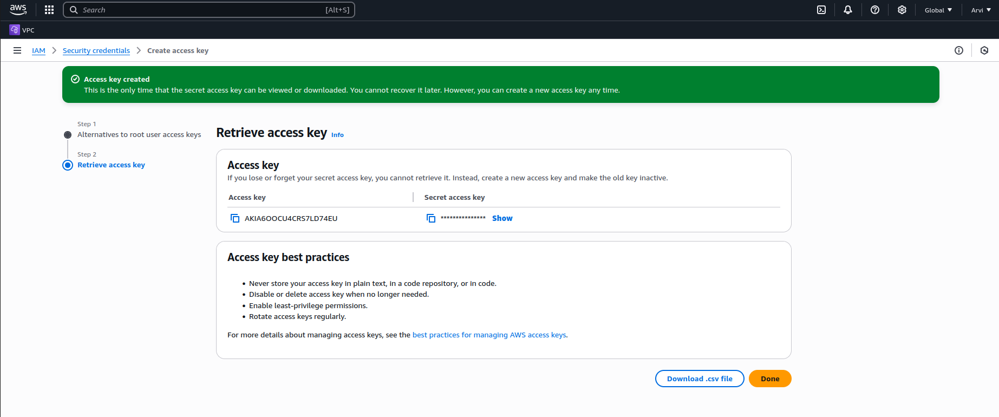 aws
Search [Alt+S]
Global
Arvi
VPC
IAM
Security credentials
Create access key
Access key created
This is the only time that the secret access key can be viewed or downloaded. You cannot recover it later. However, you can create a new access key any time.
Step 1
Alternatives to root user access keys
Step 2
Retrieve access key
Retrieve access key Info
Access key
If you lose or forget your secret access key, you cannot retrieve it. Instead, create a new access key and make the old key inactive.
Access key
Secret access key
AKIA6OOCU4CRS7LD74EU
*************** Show
Access key best practices
• Never store your access key in plain text, in a code repository, or in code.
• Disable or delete access key when no longer needed.
• Enable least-privilege permissions.
• Rotate access keys regularly.
For more details about managing access keys, see the best practices for managing AWS access keys.
Download .csv file
Done